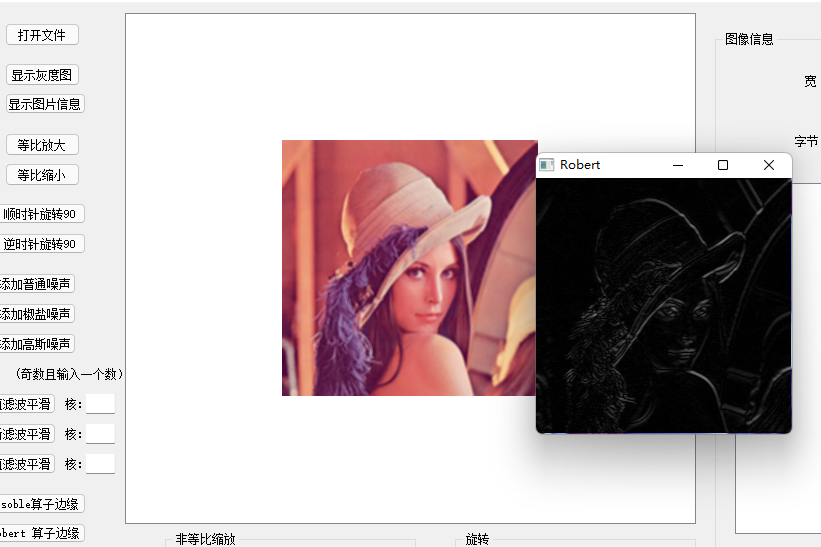 打开文件
显示灰度图
显示图片信息
等比放大
等比缩小
顺时针旋转90
逆时针旋转90
添加普通噪声
添加椒盐噪声
添加高斯噪声
(奇数且输入一个数)
值滤波平滑 核:
滤波平滑 核:
值滤波平滑 核:
soble算子边缘
obert 算子边缘
Robert
图像信息
宽
字节
非等比缩放
旋转